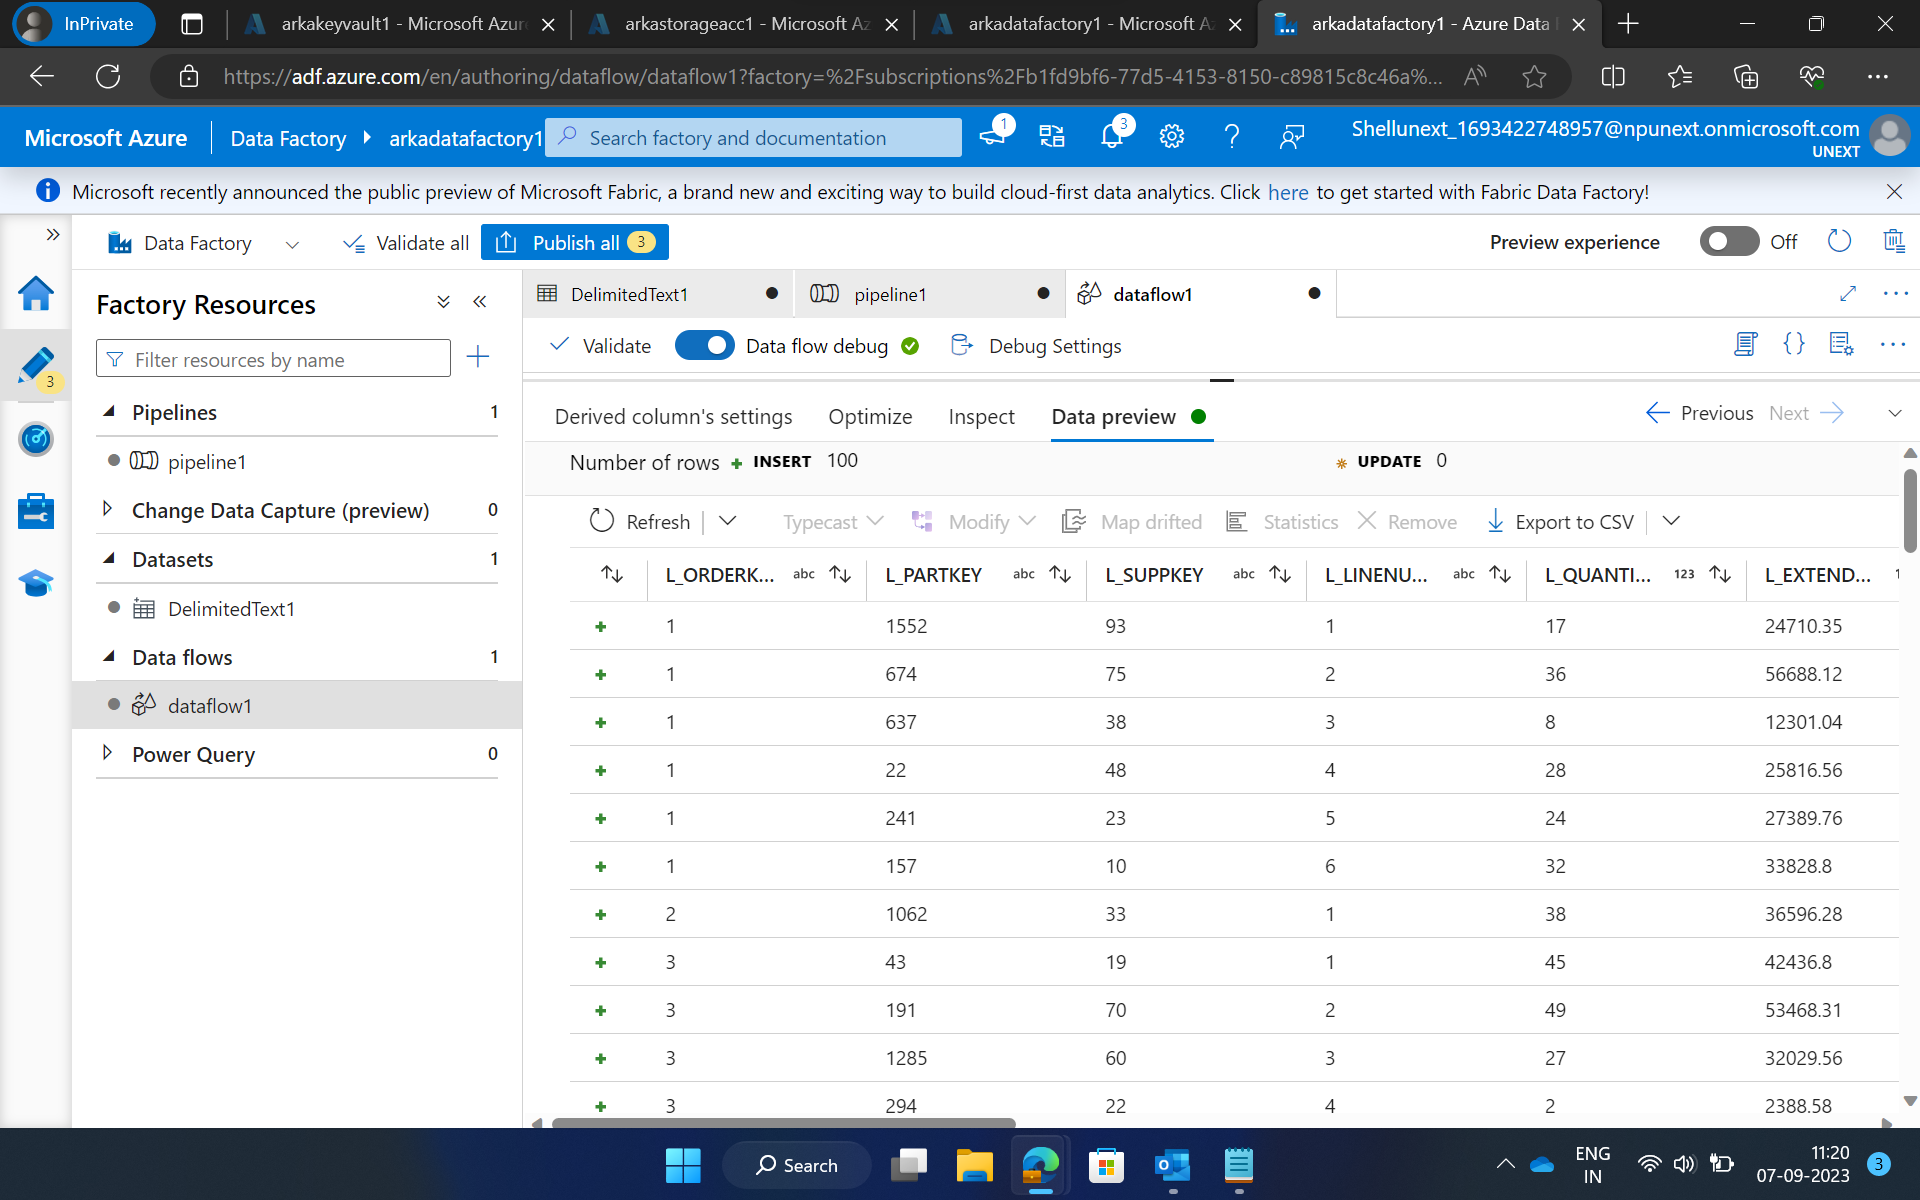 InPrivate
arkakeyvault1 - Microsoft Azur
arkastorageacc1 - Microsoft Az
arkadatafactory1 - Microsoft Az
arkadatafactory1 - Azure Data
https://adf.azure.com/en/authoring/dataflow/dataflow1?factory=%2Fsubscriptions%2Fb1fd9bf6-77d5-4153-8150-c89815c8c46a%...
Microsoft Azure
Data Factory
arkadatafactory1
Search factory and documentation
1
3
Shellunext_1693422748957@npunext.onmicrosoft.com
UNEXT
Microsoft recently announced the public preview of Microsoft Fabric, a brand new and exciting way to build cloud-first data analytics. Click here to get started with Fabric Data Factory!
Data Factory
Validate all
Publish all 3
Preview experience
Off
3
Factory Resources
Filter resources by name
Pipelines 1
pipeline1
Change Data Capture (preview) 0
Datasets 1
DelimitedText1
Data flows 1
dataflow1
Power Query 0
DelimitedText1
pipeline1
dataflow1
Validate
Data flow debug
Debug Settings
Derived column's settings
Optimize
Inspect
Data preview
Previous
Next
Number of rows + INSERT 100
* UPDATE 0
Refresh
Typecast
Modify
Map drifted
Statistics
Remove
Export to CSV
L_ORDERK... abc L_PARTKEY abc L_SUPPKEY abc L_LINENU... abc L_QUANTI... 123 L_EXTEND...
1 1552 93 1 17 24710.35
1 674 75 2 36 56688.12
1 637 38 3 8 12301.04
1 22 48 4 28 25816.56
1 241 23 5 24 27389.76
1 157 10 6 32 33828.8
2 1062 33 1 38 36596.28
3 43 19 1 45 42436.8
3 191 70 2 49 53468.31
3 1285 60 3 27 32029.56
3 294 22 4 2 2388.58
Search
ENG
IN
11:20
07-09-2023
3